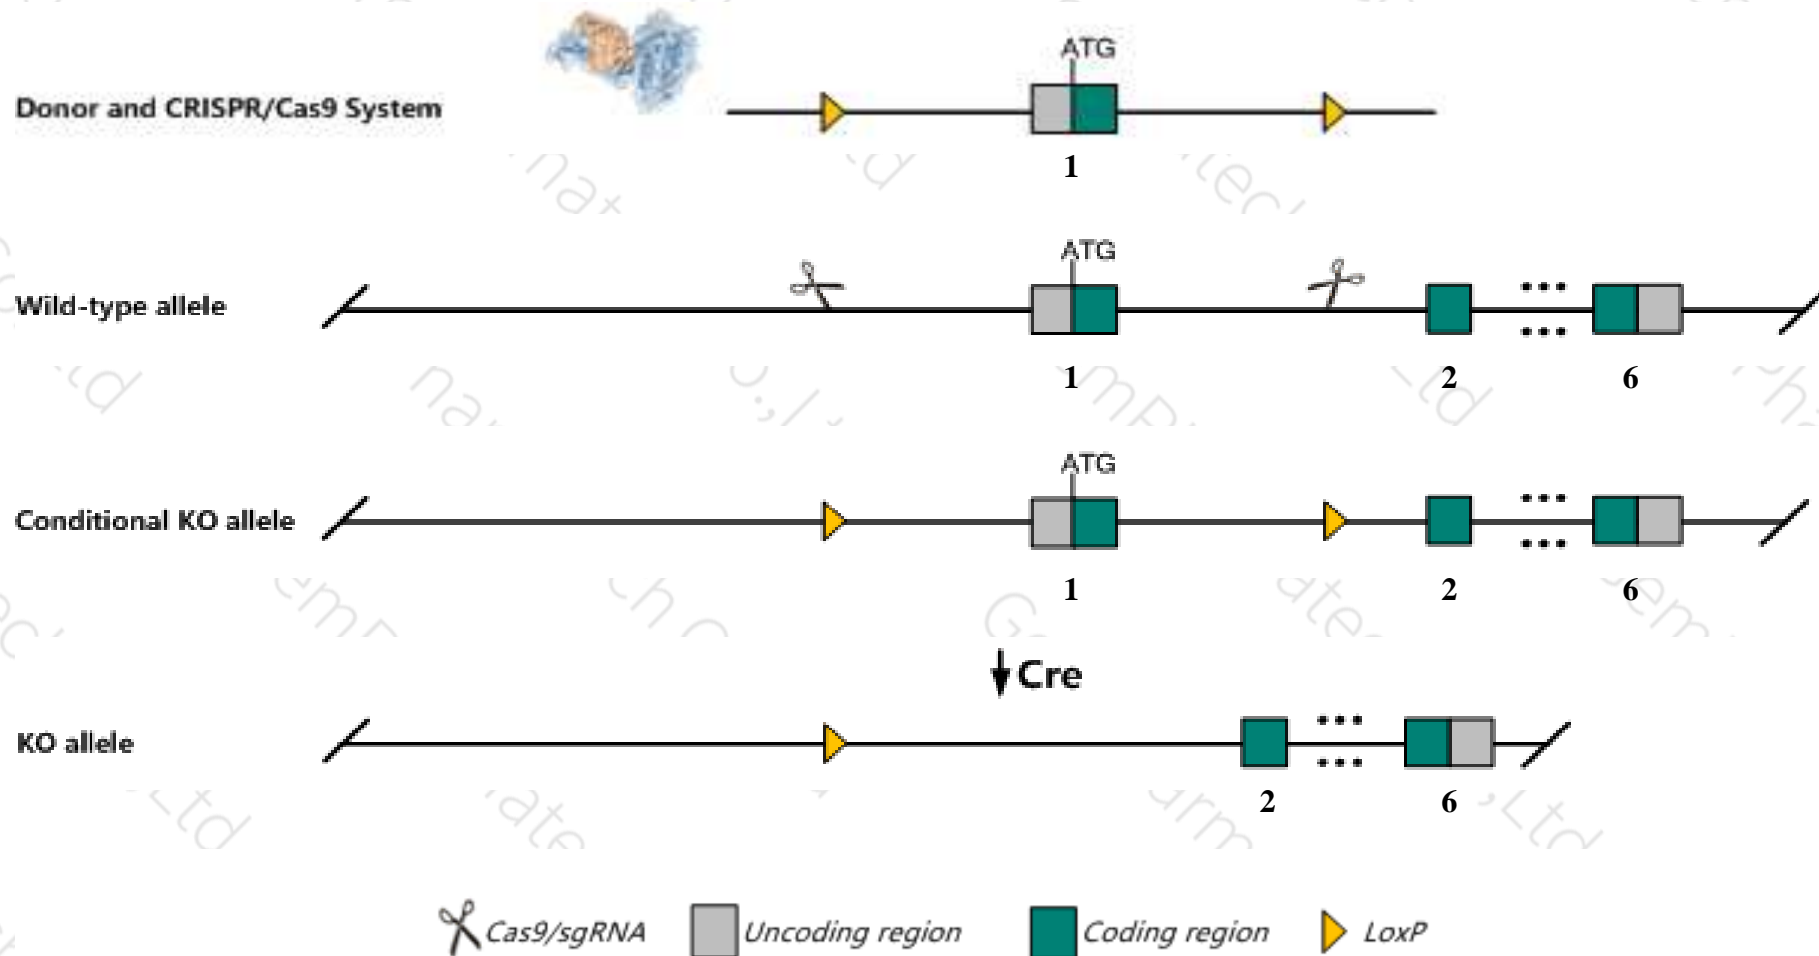 ATG
Donor and CRISPR/Cas9 System
1
ATG
Wild-type allele
1 2 6
ATG
Conditional KO allele
1 2 6
Cre
KO allele
2 6
Cas9/sgRNA Uncoding region Coding region LoxP